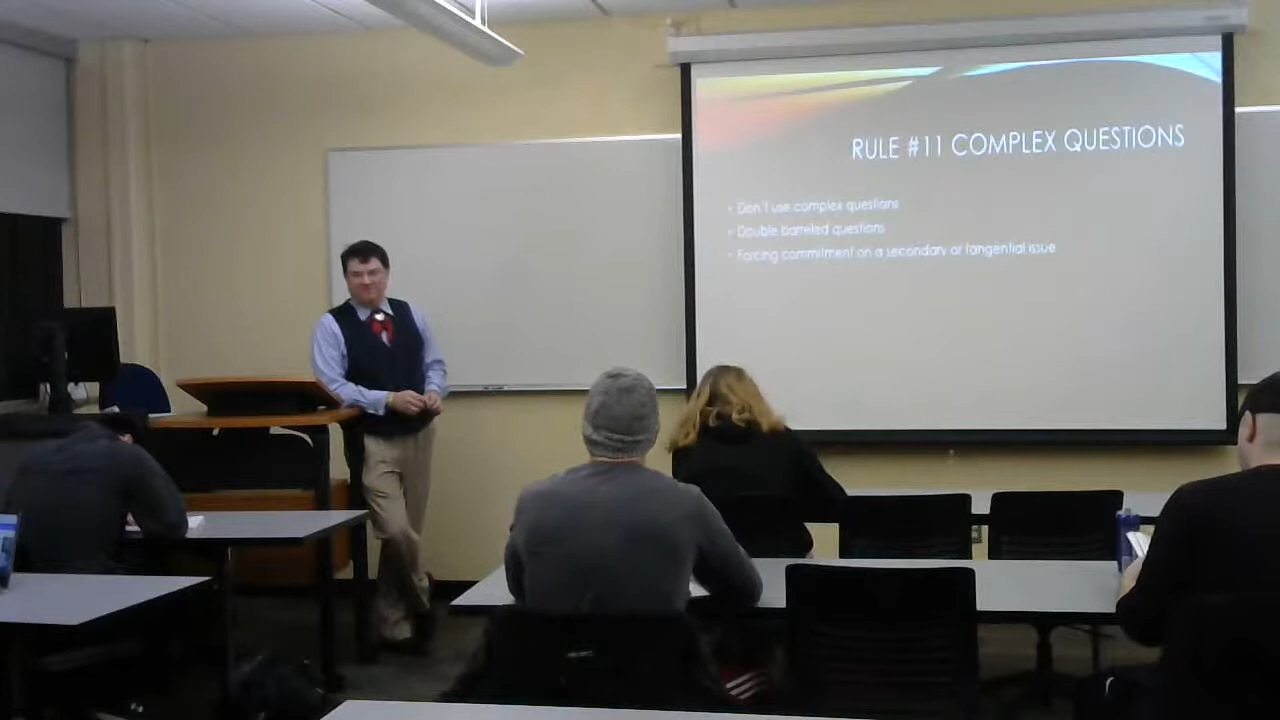 RULE #11 COMPLEX QUESTIONS
• Don't use complex questions
• Double barreled questions
• Forcing commitment on a secondary or tangential issue